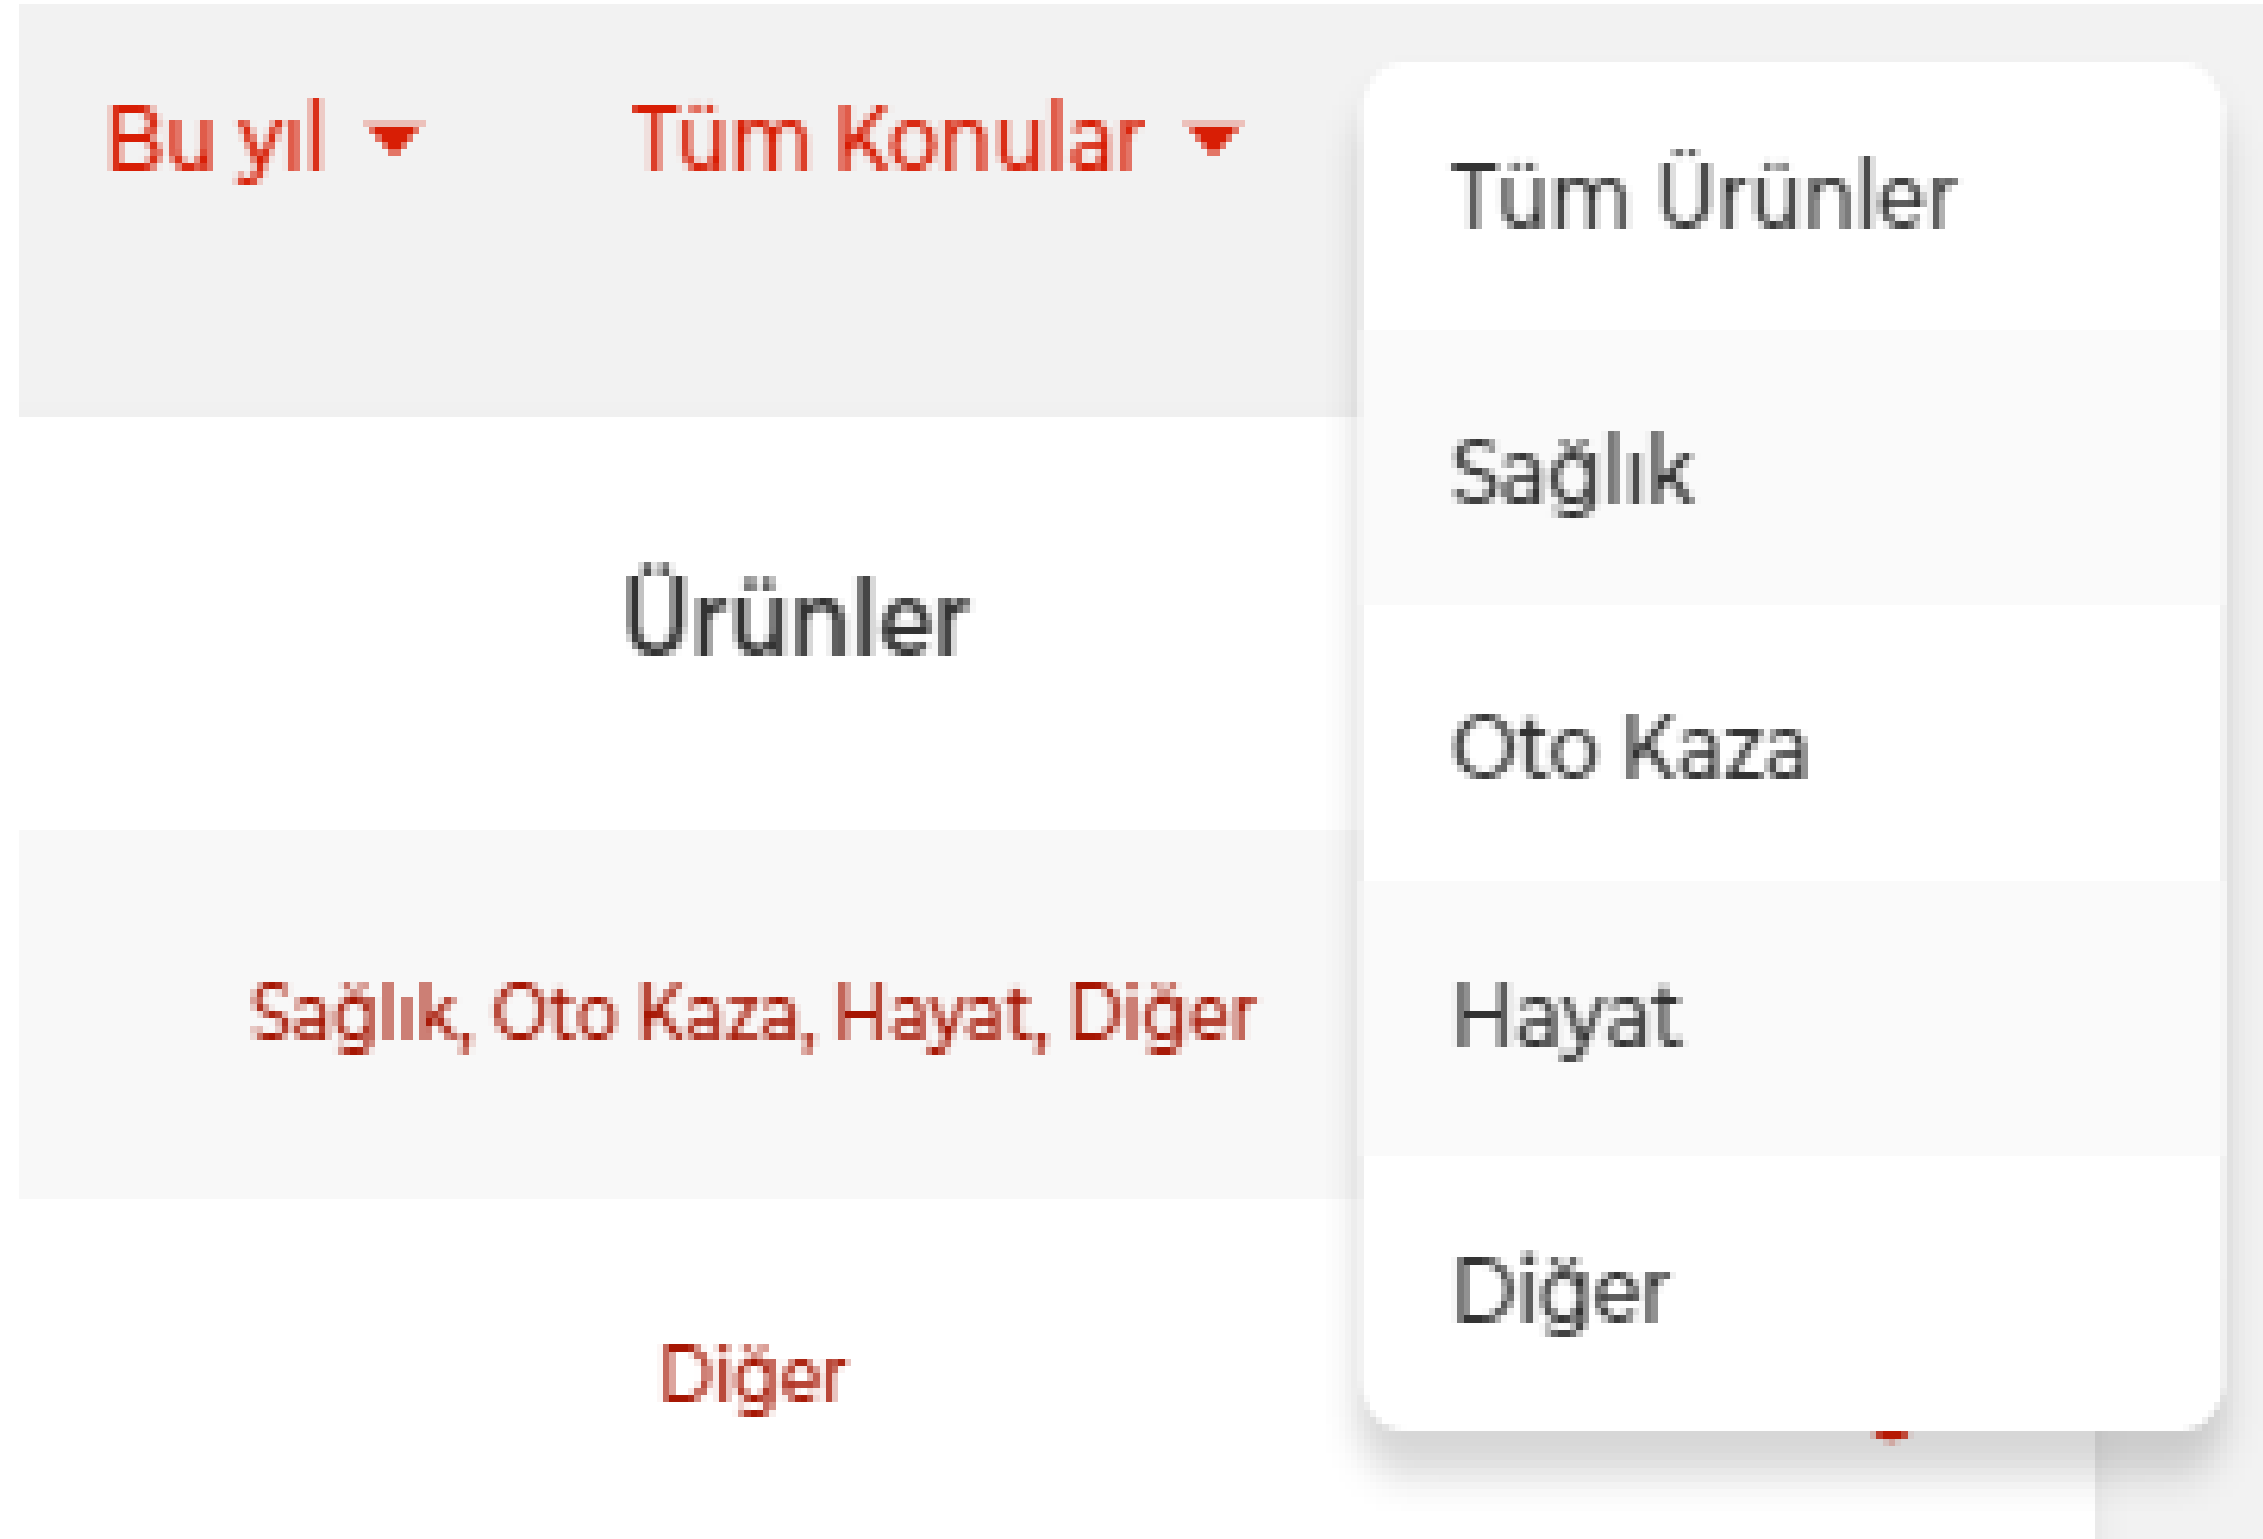 Bu yıl
Tüm Konular
Ürünler
Sağlık, Oto Kaza, Hayat, Diğer
Diğer
Tüm Ürünler
Sağlık
Oto Kaza
Hayat
Diğer